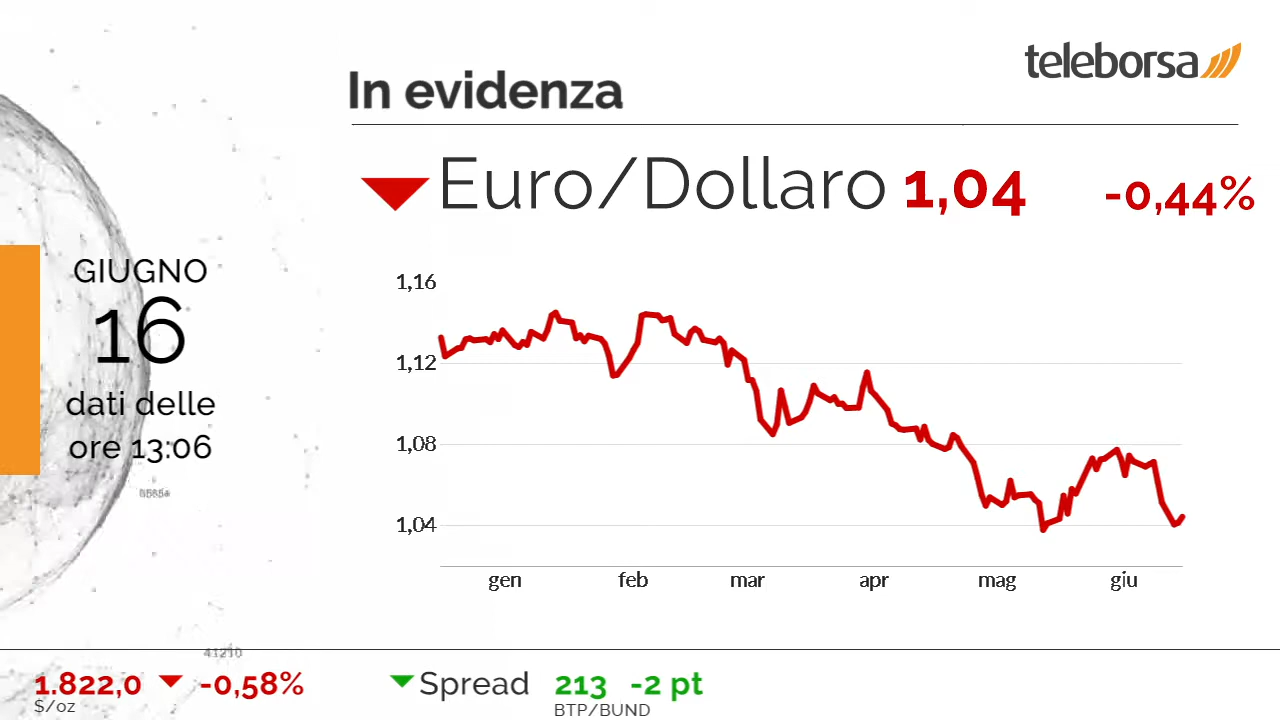 teleborsa
In evidenza
Euro/Dollaro 1,04 -0,44%
GIUGNO
16
dati delle
ore 13:06
1,16
1,12
1,08
1,04
gen feb mar apr mag giu
41210
1.822,0 -0,58%
$/oz
Spread 213 -2 pt
BTP/BUND